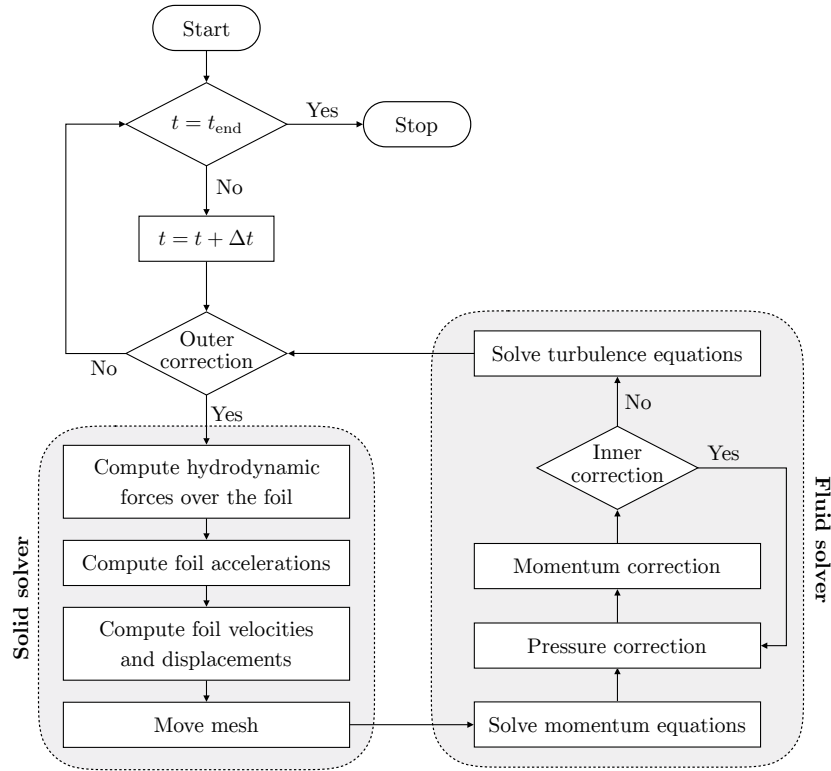 Start
t = t_end
Yes
Stop
No
t = t + Δt
Outer
correction
No
Yes
Solid solver
Compute hydrodynamic
forces over the foil
Compute foil accelerations
Compute foil velocities
and displacements
Move mesh
Fluid solver
Solve turbulence equations
No
Inner
correction
Yes
Momentum correction
Pressure correction
Solve momentum equations